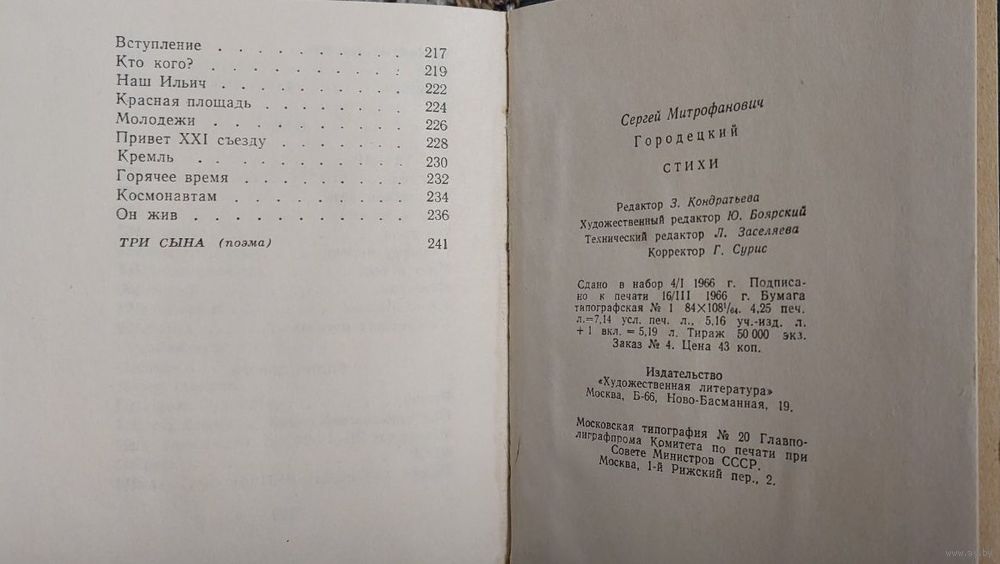 Вступление . . . . . . . . . . 217
Кто кого? . . . . . . . . . . 219
Наш Ильич . . . . . . . . . . 222
Красная площадь . . . . . . . . 224
Молодежи . . . . . . . . . . 226
Привет XXI съезду . . . . . . . 228
Кремль . . . . . . . . . . . 230
Горячее время . . . . . . . . . 232
Космонавтам . . . . . . . . . 234
Он жив . . . . . . . . . . . 236
ТРИ СЫНА (поэма) 241
Сергей Митрофанович
Городецкий
СТИХИ
Редактор З. Кондратьева
Художественный редактор Ю. Боярский
Технический редактор Л. Заселяева
Корректор Г. Сурис
Сдано в набор 4/I 1966 г. Подписа-
но к печати 16/III 1966 г. Бумага
типографская № 1 84×108¹/₆₄. 4,25 печ.
л.=7,14 усл. печ. л., 5,16 уч.-изд. л.
+ 1 вкл. = 5,19 л. Тираж 50 000 экз.
Заказ № 4. Цена 43 коп.
Издательство
«Художественная литература»
Москва, Б-66, Ново-Басманная, 19.
Московская типография № 20 Главпо-
лиграфпрома Комитета по печати при
Совете Министров СССР.
Москва, 1-й Рижский пер., 2.
www.ay.by